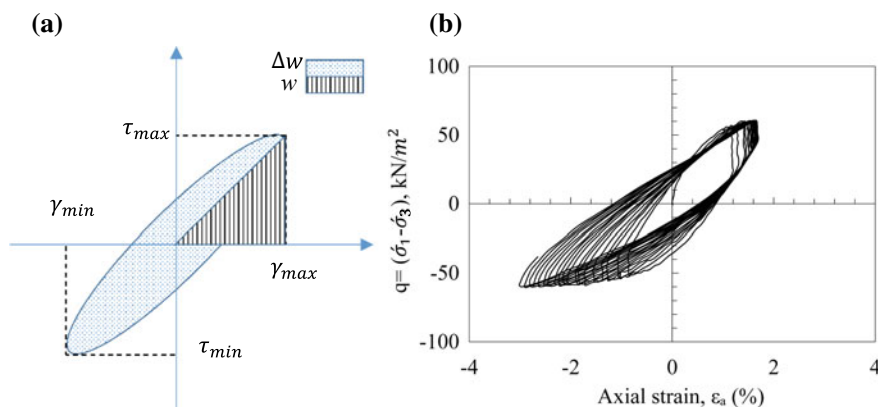 (a)
Δw
w
τmax
γmin
γmax
τmin
(b)
q= (σ́1-σ́3), kN/m²
100
50
0
-50
-100
-4
-2
0
2
4
Axial strain, εa (%)